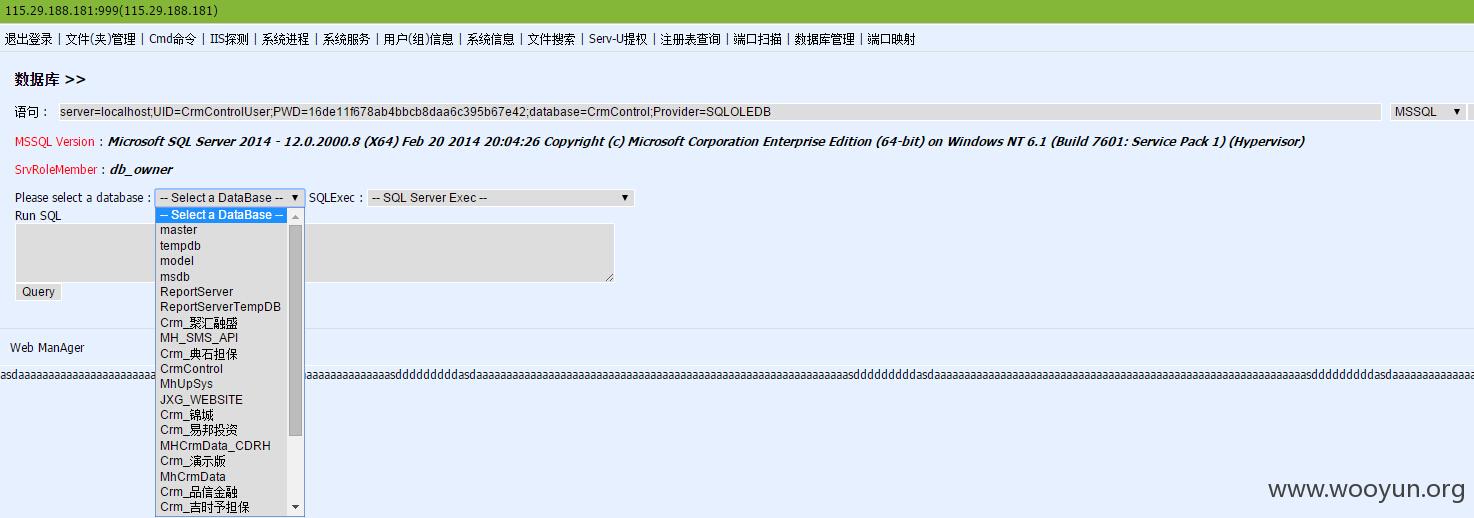 115.29.188.181:999(115.29.188.181)
退出登录 | 文件(夹)管理 | Cmd命令 | IIS探测 | 系统进程 | 系统服务 | 用户(组)信息 | 系统信息 | 文件搜索 | Serv-U提权 | 注册表查询 | 端口扫描 | 数据库管理 | 端口映射
数据库 >>
语句 : server=localhost;UID=CrmControlUser;PWD=16de11f678ab4bbcb8daa6c395b67e42;database=CrmControl;Provider=SQLOLEDB MSSQL
MSSQL Version : Microsoft SQL Server 2014 - 12.0.2000.8 (X64) Feb 20 2014 20:04:26 Copyright (c) Microsoft Corporation Enterprise Edition (64-bit) on Windows NT 6.1 (Build 7601: Service Pack 1) (Hypervisor)
SrvRoleMember : db_owner
Please select a database : -- Select a DataBase -- SQLExec : -- SQL Server Exec --
Run SQL
-- Select a DataBase --
master
tempdb
model
msdb
ReportServer
ReportServerTempDB
Crm_聚汇融盛
MH_SMS_API
Crm_典石担保
CrmControl
MhUpSys
JXG_WEBSITE
Crm_锦城
Crm_易邦投资
MHCrmData_CDRH
Crm_演示版
MhCrmData
Crm_品信金融
Crm_吉时予担保
Query
Web ManAger
www.wooyun.org